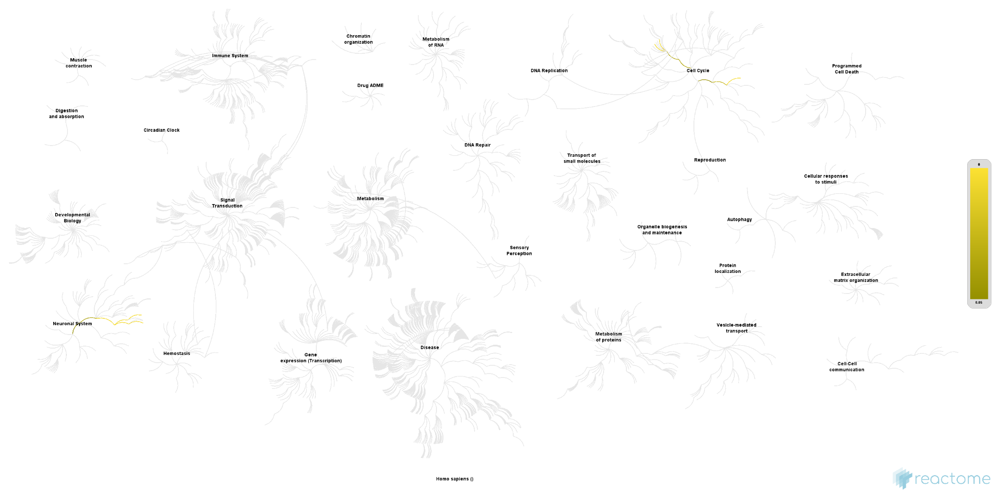 Chromatin
organization
Metabolism
of RNA
Immune System
Muscle
contraction
DNA Replication
Cell Cycle
Programmed
Cell Death
Drug ADME
Digestion
and absorption
Circadian Clock
DNA Repair
Transport of
small molecules
Reproduction
0
Cellular responses
to stimuli
Signal
Transduction
Metabolism
Developmental
Biology
Autophagy
Organelle biogenesis
and maintenance
Sensory
Perception
Protein
localization
Extracellular
matrix organization
0.05
Neuronal System
Vesicle-mediated
transport
Metabolism
of proteins
Hemostasis
Gene
expression (Transcription)
Disease
Cell-Cell
communication
Homo sapiens ()
reactome